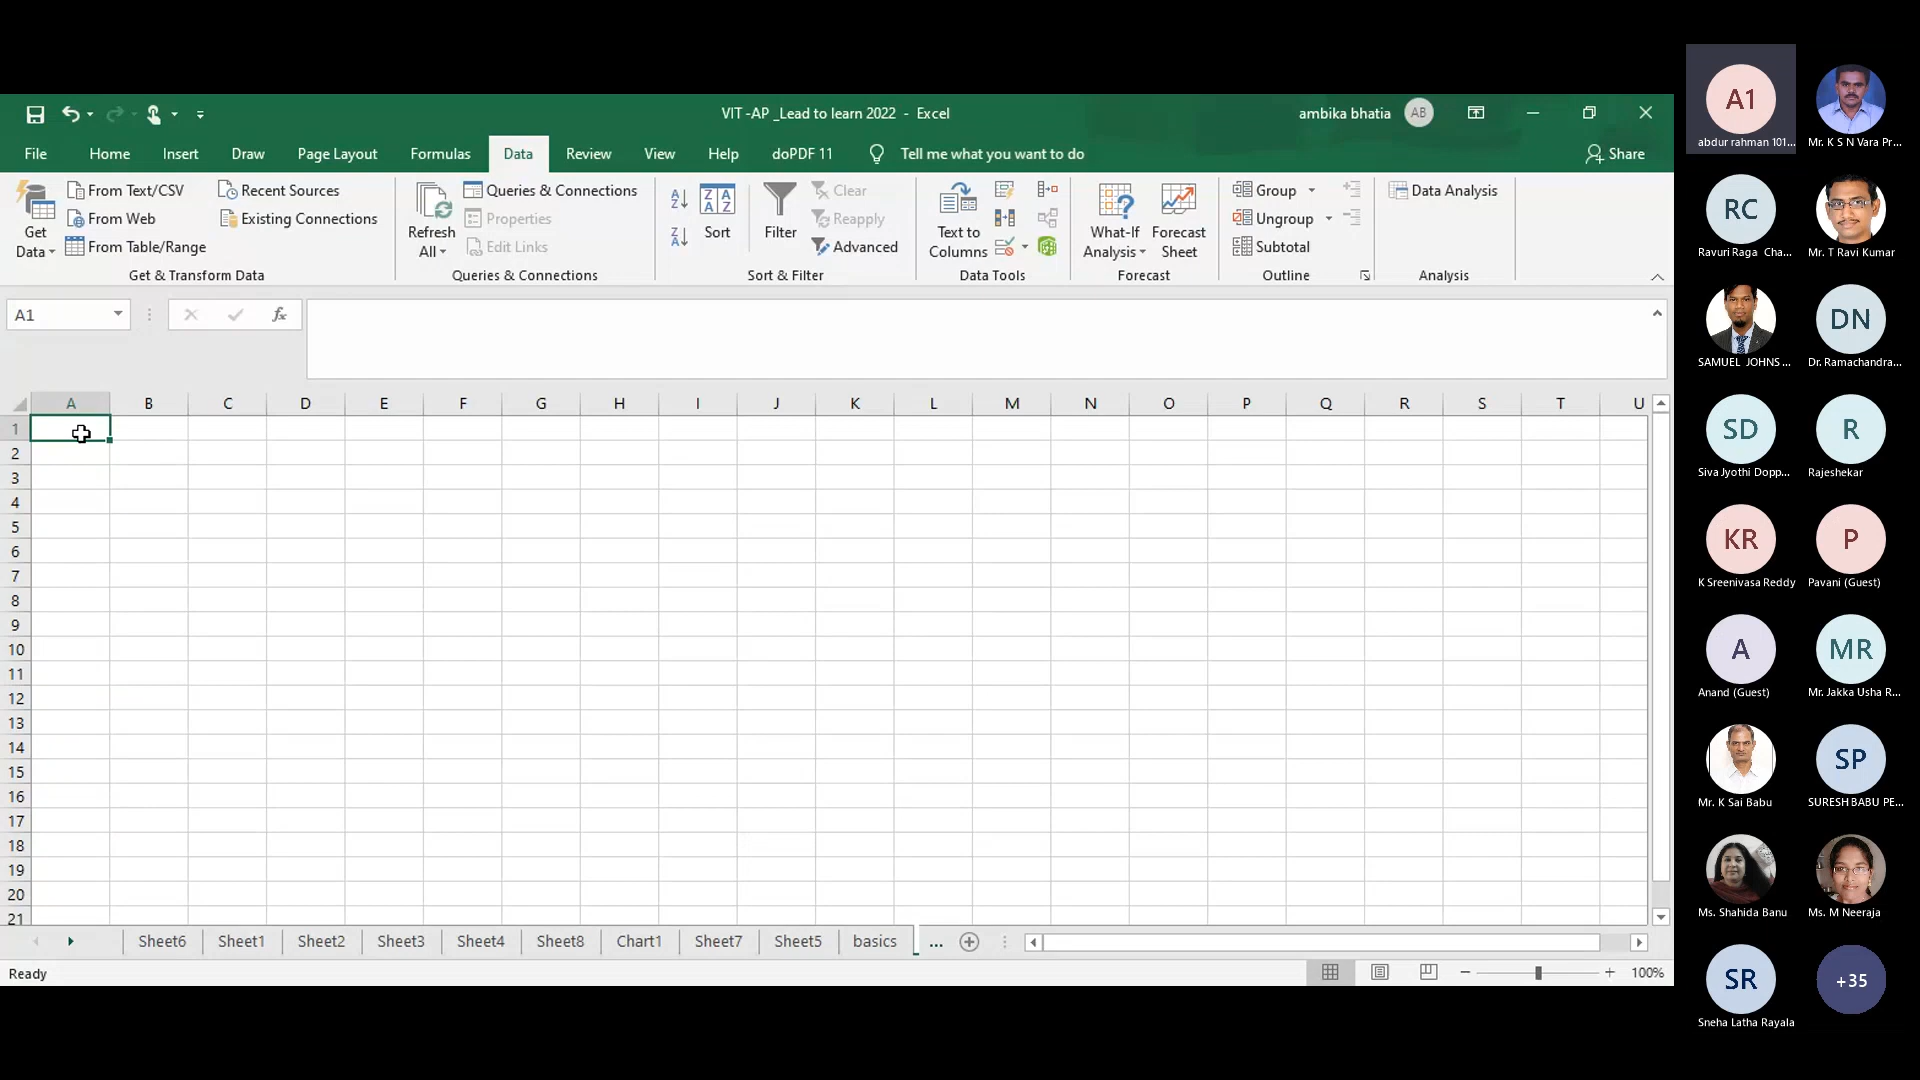 VIT -AP _Lead to learn 2022 - Excel
ambika bhatia
AB
File Home Insert Draw Page Layout Formulas Data Review View Help doPDF 11 Tell me what you want to do Share
Get Data
From Text/CSV
From Web
From Table/Range
Recent Sources
Existing Connections
Get & Transform Data
Refresh All
Queries & Connections
Properties
Edit Links
Queries & Connections
A Z
Z A
Z A A Z
Sort
Filter
Clear
Reapply
Advanced
Sort & Filter
Text to Columns
Data Tools
What-If Analysis
Forecast Sheet
Forecast
Group
Ungroup
Subtotal
Outline
Data Analysis
Analysis
A1
fx
A B C D E F G H I J K L M N O P Q R S T U
1
2
3
4
5
6
7
8
9
10
11
12
13
14
15
16
17
18
19
20
21
Sheet6 Sheet1 Sheet2 Sheet3 Sheet4 Sheet8 Chart1 Sheet7 Sheet5 basics ...
Ready
100%
A1
abdur rahman 101...
Mr. K S N Vara Pr...
RC
Ravuri Raga Cha...
Mr. T Ravi Kumar
SAMUEL JOHNS ...
DN
Dr. Ramachandra...
SD
Siva Jyothi Dopp...
R
Rajeshekar
KR
K Sreenivasa Reddy
P
Pavani (Guest)
A
Anand (Guest)
MR
Mr. Jakka Usha R...
Mr. K Sai Babu
SP
SURESH BABU PE...
Ms. Shahida Banu
Ms. M Neeraja
SR
Sneha Latha Rayala
+35